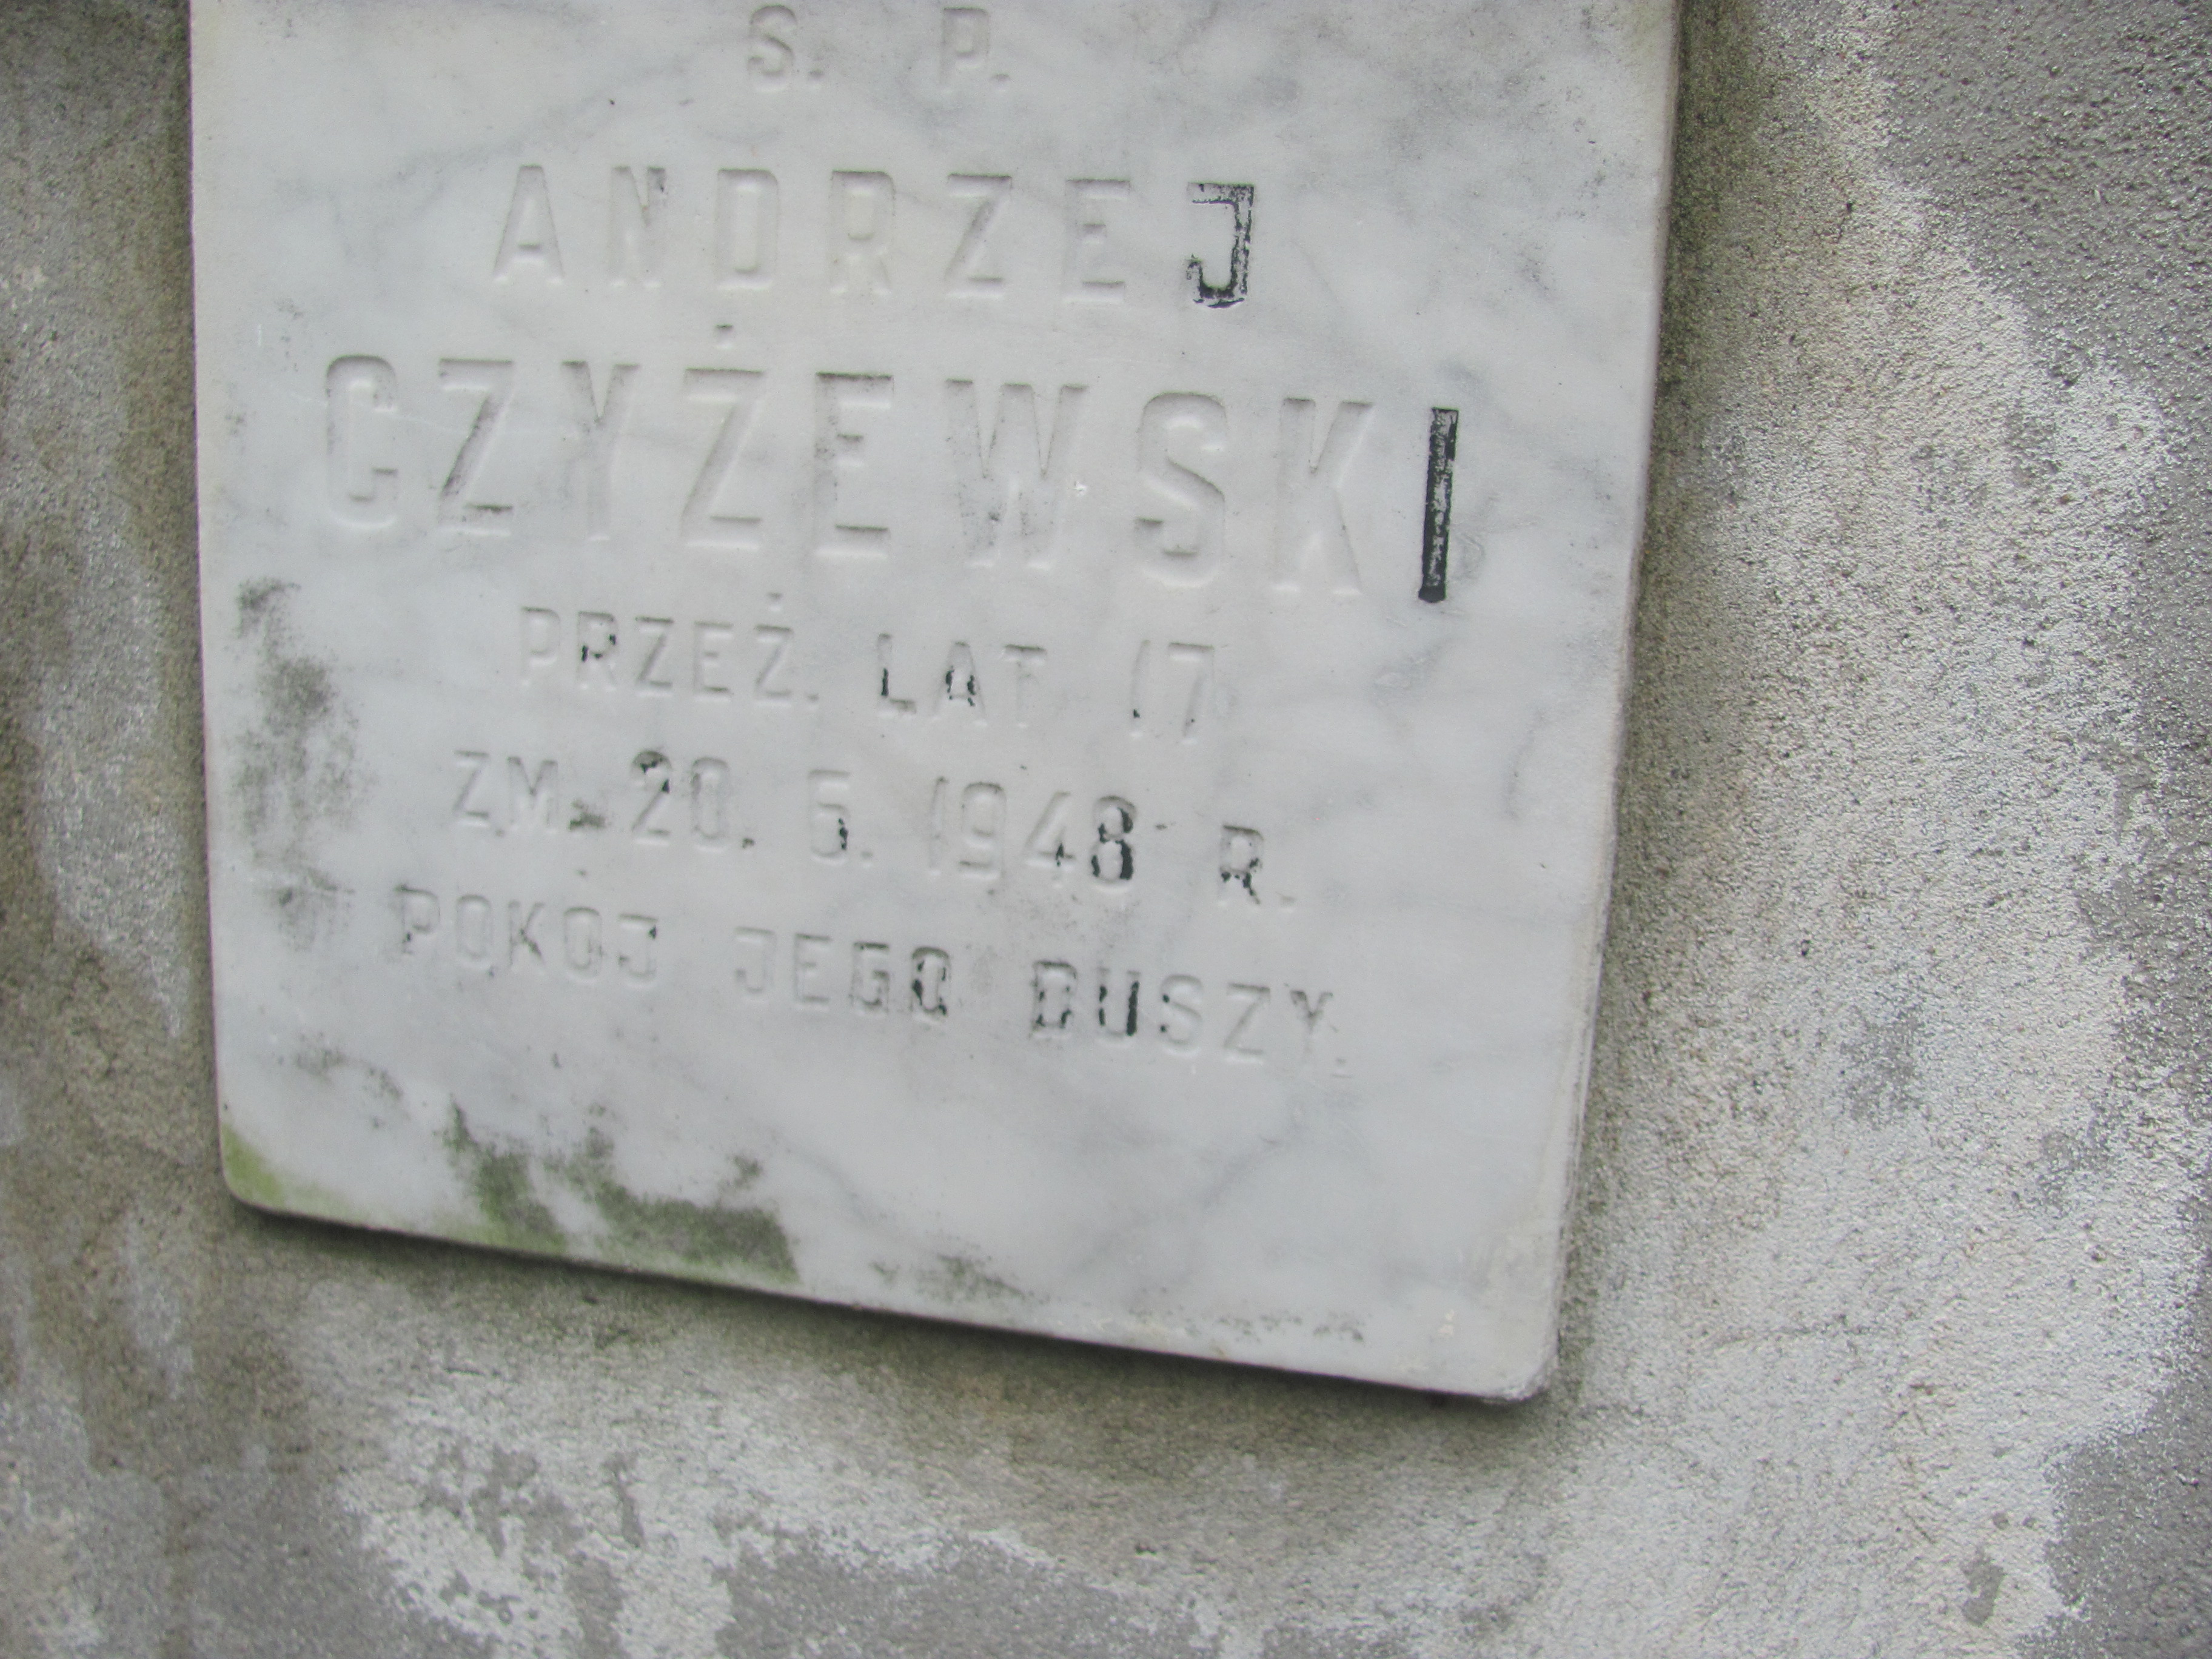 S. P.
ANDRZEJ
CZYŻEWSKI
PRZEŻ. LAT 17
ZM. 20. 5. 1948 R.
POKOJ JEGO DUSZY.